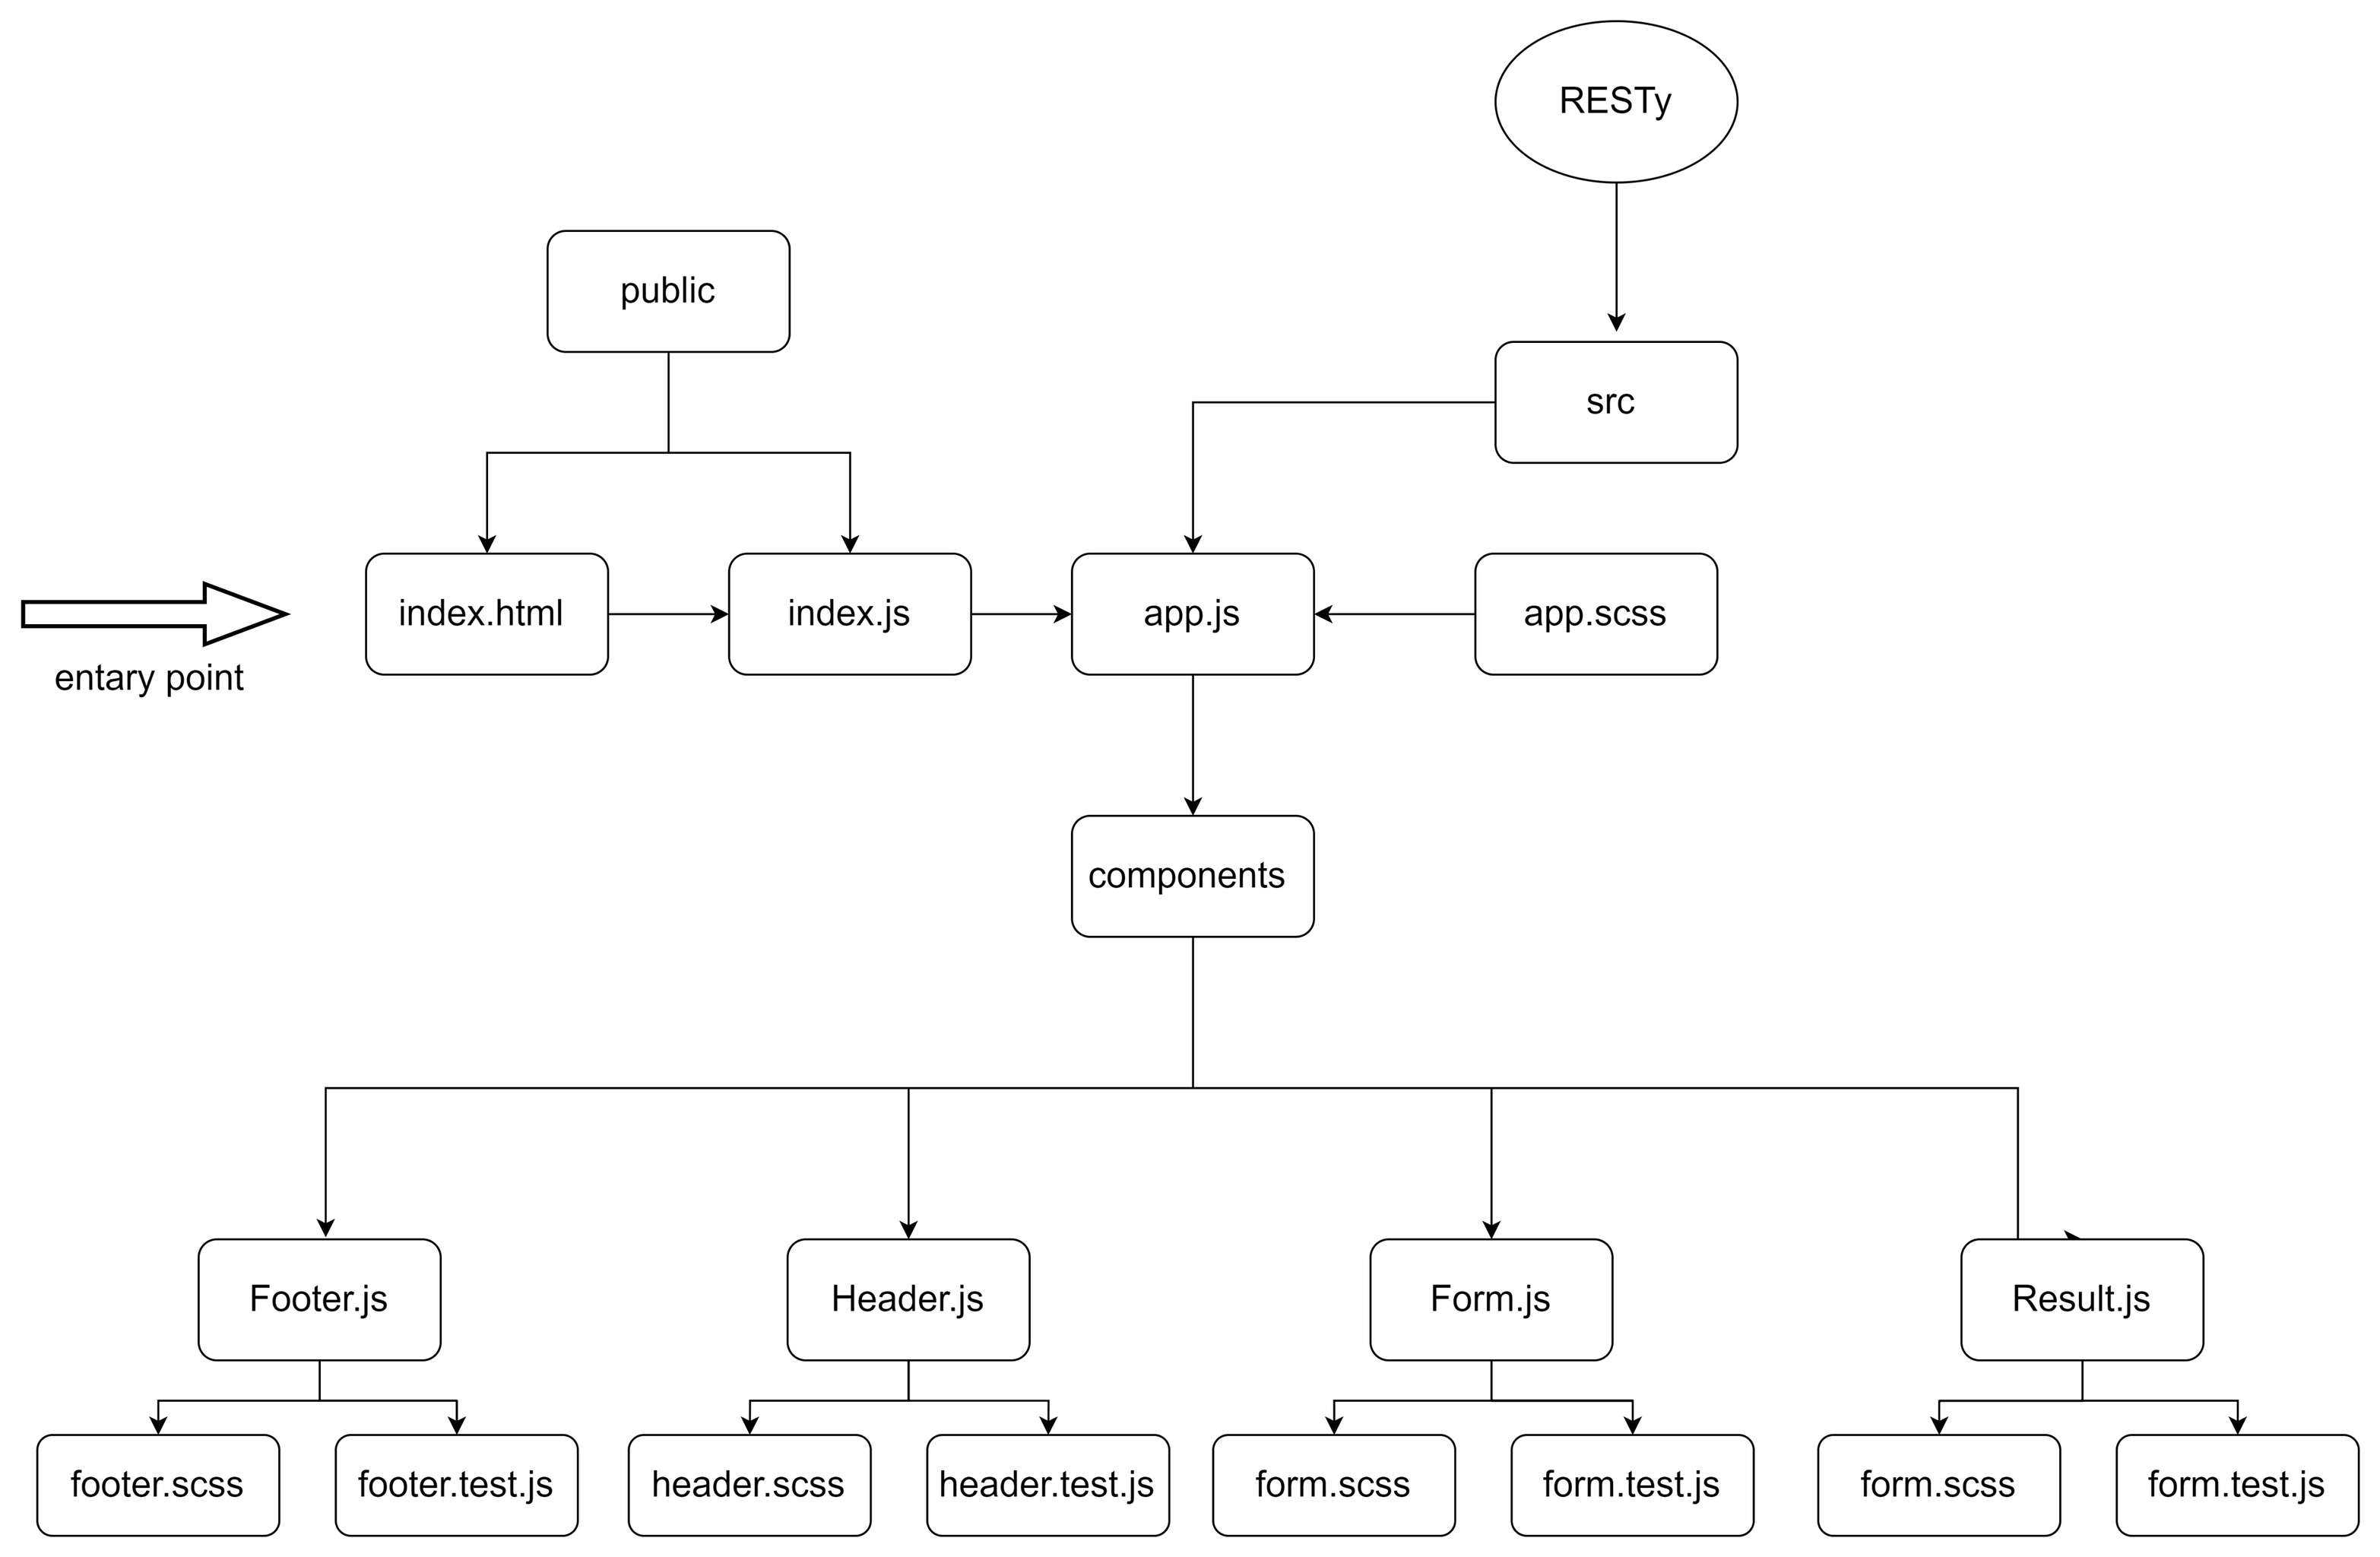 RESTy
public
src
index.html
index.js
app.js
app.scss
entary point
components
Footer.js
Header.js
Form.js
Result.js
footer.scss
footer.test.js
header.scss
header.test.js
form.scss
form.test.js
form.scss
form.test.js